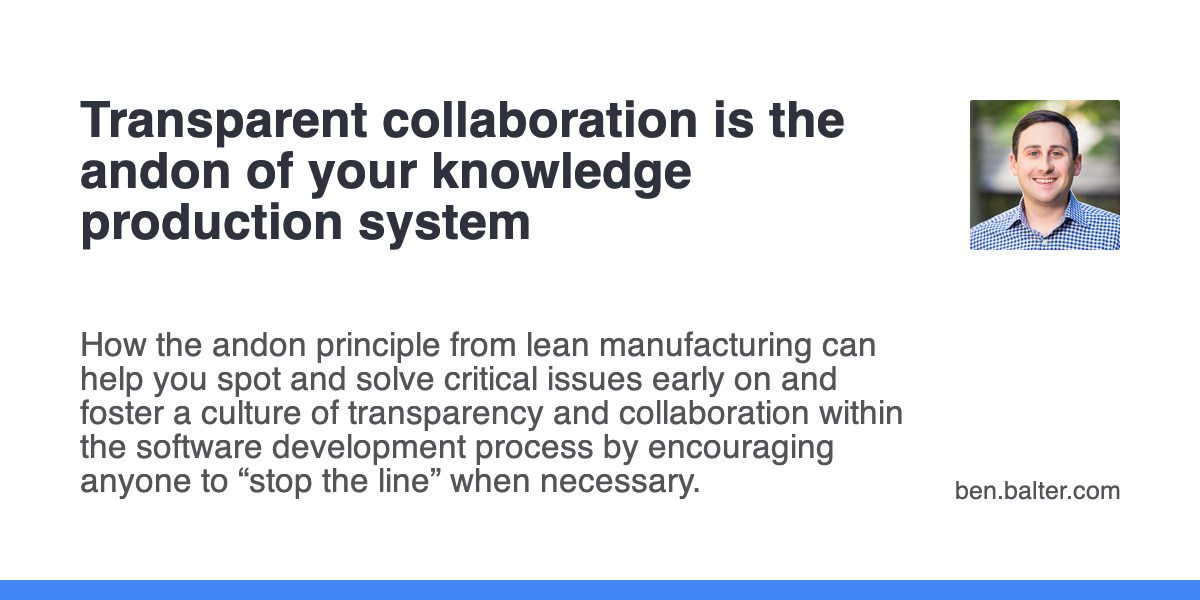 Transparent collaboration is the
andon of your knowledge
production system
How the andon principle from lean manufacturing can
help you spot and solve critical issues early on and
foster a culture of transparency and collaboration within
the software development process by encouraging
anyone to “stop the line” when necessary.
ben.balter.com